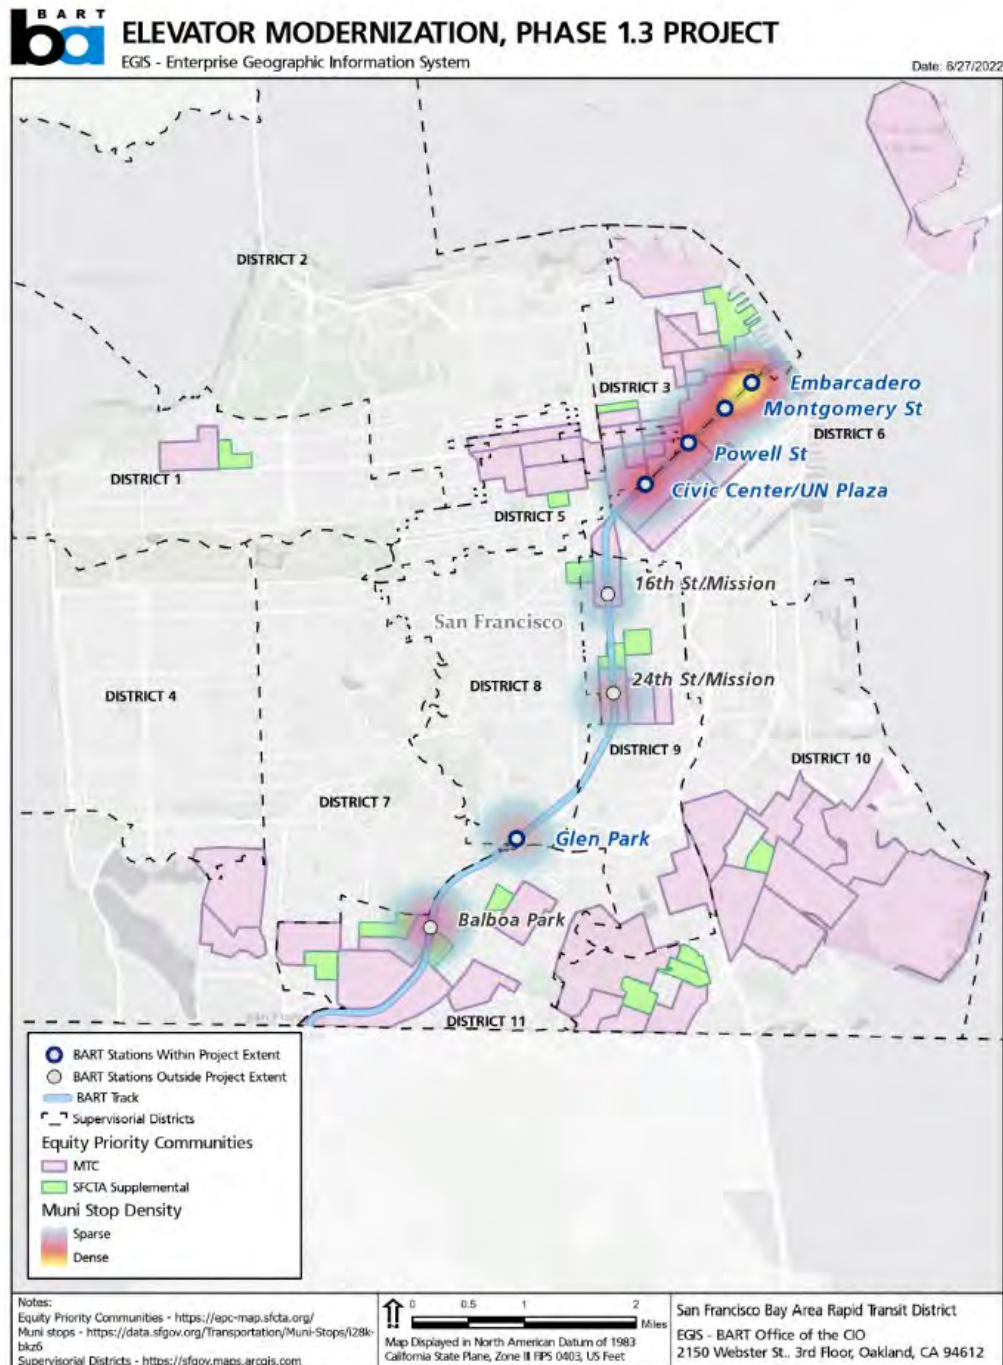 BART
ba
ELEVATOR MODERNIZATION, PHASE 1.3 PROJECT
EGIS - Enterprise Geographic Information System
Date: 6/27/2022
DISTRICT 2
DISTRICT 3
Embarcadero
Montgomery St
DISTRICT 6
Powell St
DISTRICT 1
Civic Center/UN Plaza
DISTRICT 5
16th St/Mission
San Francisco
24th St/Mission
DISTRICT 4
DISTRICT 8
DISTRICT 9
DISTRICT 10
DISTRICT 7
Glen Park
Balboa Park
DISTRICT 11
BART Stations Within Project Extent
BART Stations Outside Project Extent
BART Track
Supervisorial Districts
Equity Priority Communities
MTC
SFCTA Supplemental
Muni Stop Density
Sparse
Dense
Notes:
Equity Priority Communities - https://epc-map.sfcta.org/
Muni stops - https://data.sfgov.org/Transportation/Muni-Stops/i28k-
bkz6
Supervisorial Districts - https://sfgov.maps.arcgis.com
0 0.5 1 2
Miles
Map Displayed in North American Datum of 1983
California State Plane, Zone III FIPS 0403, US Feet
San Francisco Bay Area Rapid Transit District
EGIS - BART Office of the CIO
2150 Webster St.. 3rd Floor, Oakland, CA 94612